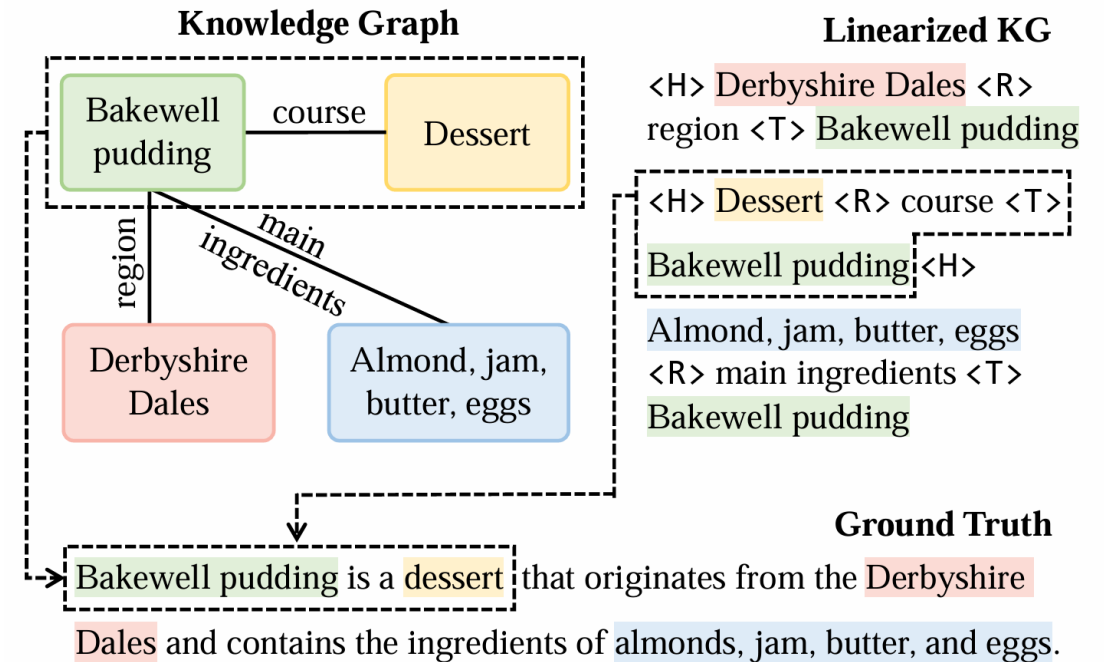 Knowledge Graph
Bakewell
pudding
course
Dessert
region
main
ingredients
Derbyshire
Dales
Almond, jam,
butter, eggs
Linearized KG
<H> Derbyshire Dales <R>
region <T> Bakewell pudding
<H> Dessert <R> course <T>
Bakewell pudding <H>
Almond, jam, butter, eggs
<R> main ingredients <T>
Bakewell pudding
Ground Truth
Bakewell pudding is a dessert that originates from the Derbyshire
Dales and contains the ingredients of almonds, jam, butter, and eggs.